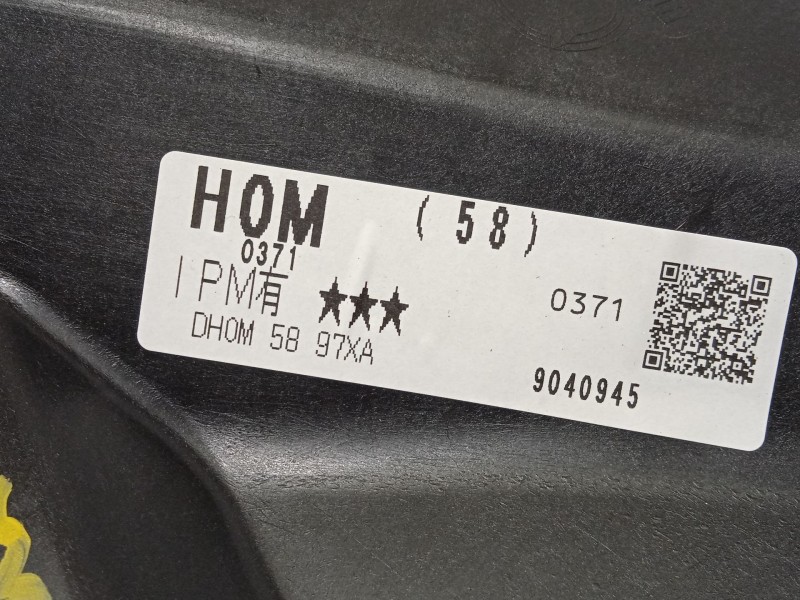 HOM (58)
0371
IPM有 ★★★ 0371
DHOM 58 97XA
9040945